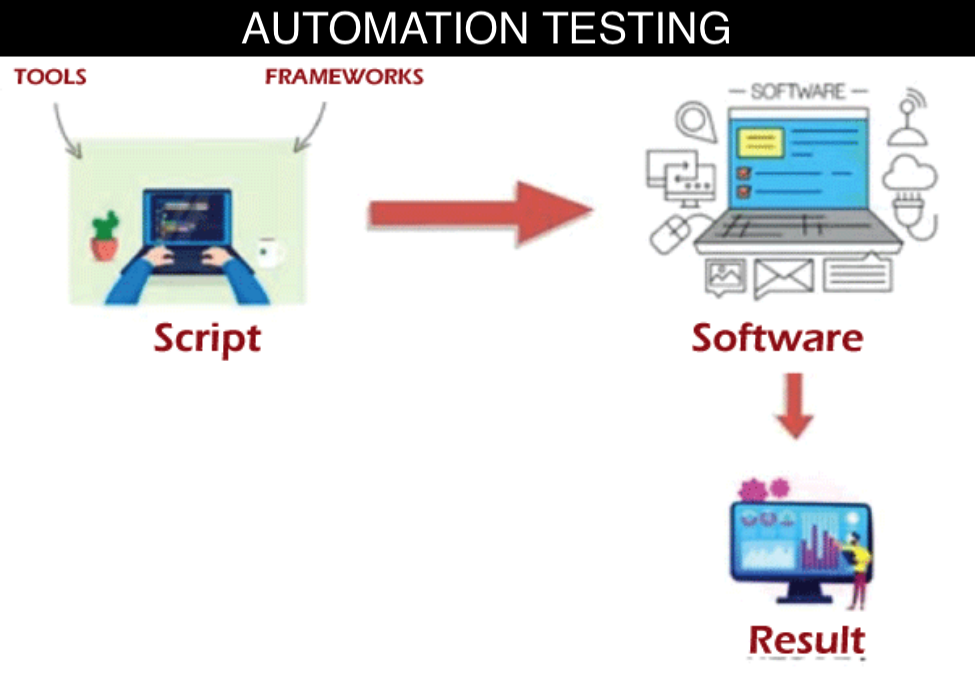 AUTOMATION TESTING
TOOLS
FRAMEWORKS
SOFTWARE
Script
Software
Result